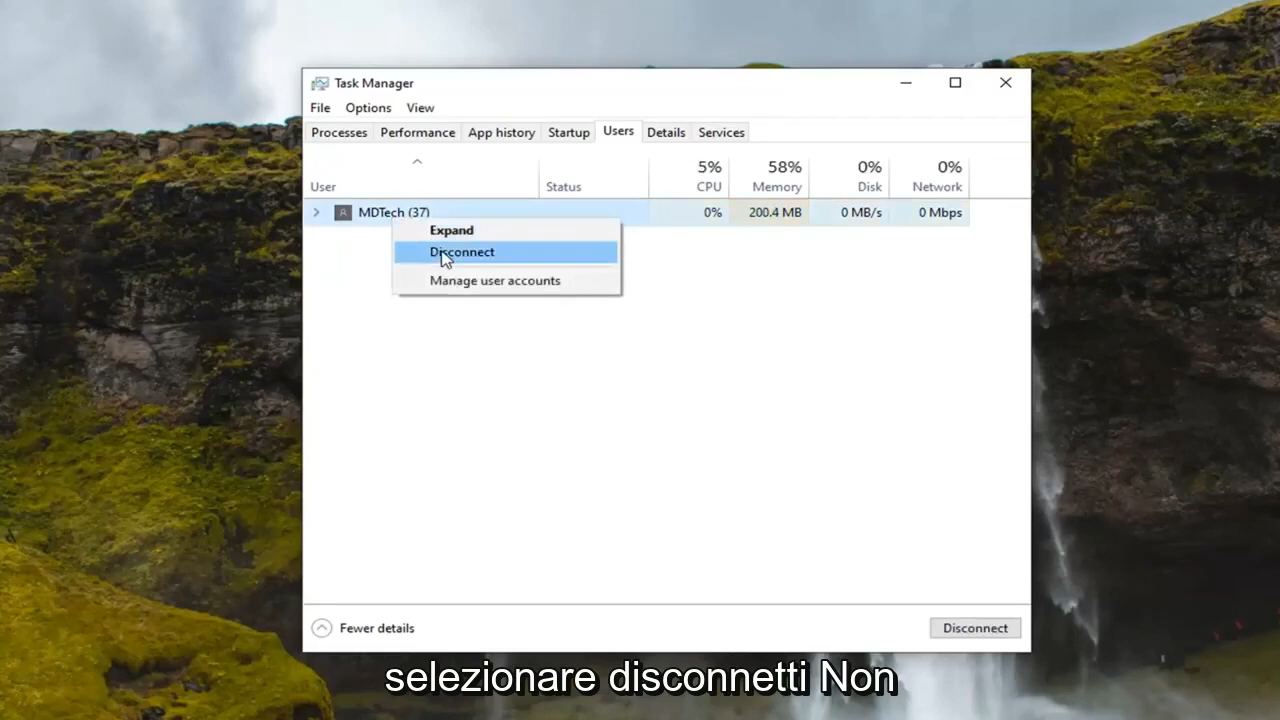 Task Manager
File Options View
Processes Performance App history Startup Users Details Services
5% 58% 0% 0%
User Status CPU Memory Disk Network
MDTech (37) 0% 200.4 MB 0 MB/s 0 Mbps
Expand
Disconnect
Manage user accounts
Fewer details Disconnect
selezionare disconnetti Non